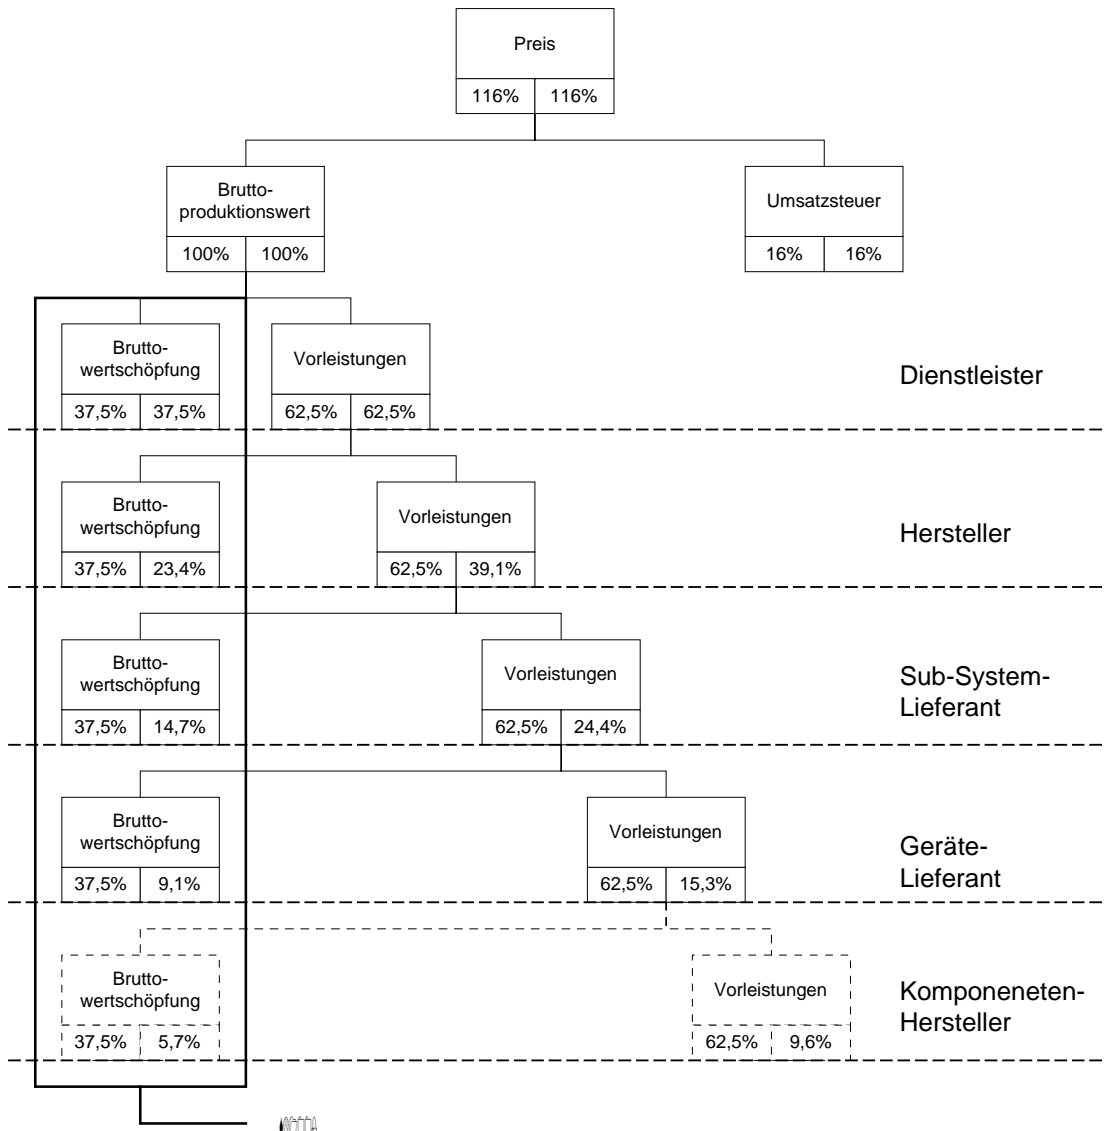 Preis
116% 116%
Brutto-
produktionswert
100% 100%
Umsatzsteuer
16% 16%
Brutto-
wertschöpfung
37,5% 37,5%
Vorleistungen
62,5% 62,5%
Dienstleister
Brutto-
wertschöpfung
37,5% 23,4%
Vorleistungen
62,5% 39,1%
Hersteller
Brutto-
wertschöpfung
37,5% 14,7%
Vorleistungen
62,5% 24,4%
Sub-System-
Lieferant
Brutto-
wertschöpfung
37,5% 9,1%
Vorleistungen
62,5% 15,3%
Geräte-
Lieferant
Brutto-
wertschöpfung
37,5% 5,7%
Vorleistungen
62,5% 9,6%
Komponeneten-
Hersteller